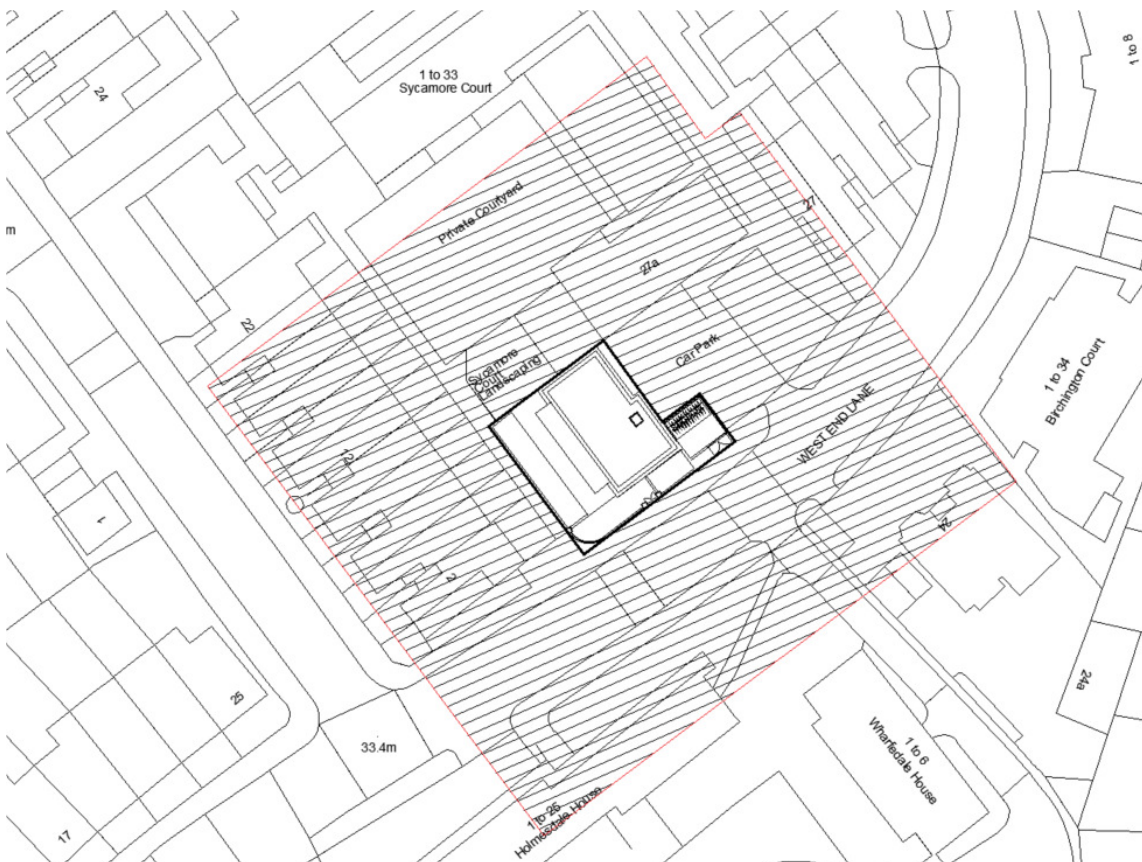 1 to 8
1 to 33
Sycamore Court
24
m
Private Courtyard
27
27a
22
Sycamore
Court
Landscaping
Car Park
1 to 34
Birchington Court
WEST END LANE
12
1
24
2
24a
25
33.4m
1 to 6
Wharfedale House
1 to 26
Holmesdale House
17